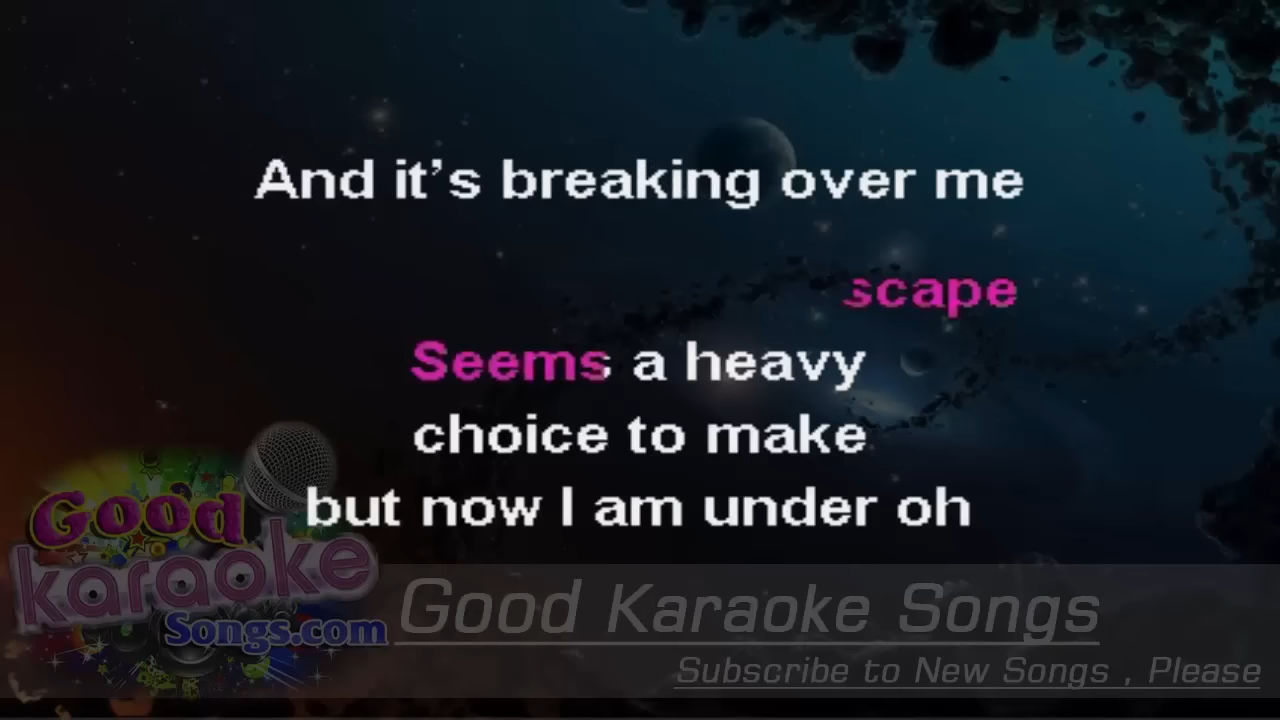 And it's breaking over me
scape
Seems a heavy
choice to make
but now I am under oh
Good
karaoke
Songs.com
Good Karaoke Songs
Subscribe to New Songs , Please